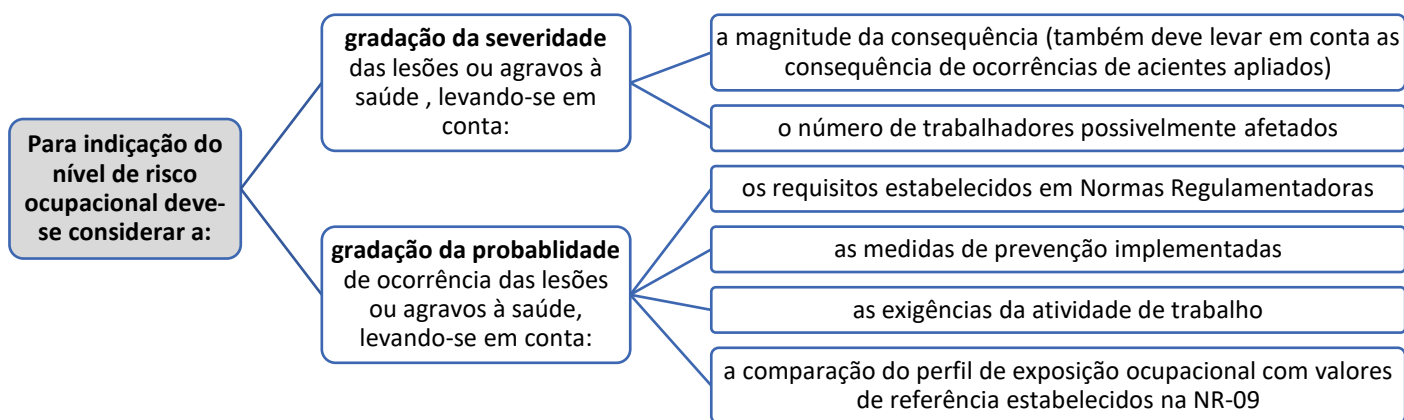 Para indicação do
nível de risco
ocupacional deve-
se considerar a:
gradação da severidade
das lesões ou agravos à
saúde , levando-se em
conta:
a magnitude da consequência (também deve levar em conta as
consequência de ocorrências de acientes apliados)
o número de trabalhadores possivelmente afetados
gradação da probablidade
de ocorrência das lesões
ou agravos à saúde,
levando-se em conta:
os requisitos estabelecidos em Normas Regulamentadoras
as medidas de prevenção implementadas
as exigências da atividade de trabalho
a comparação do perfil de exposição ocupacional com valores
de referência estabelecidos na NR-09